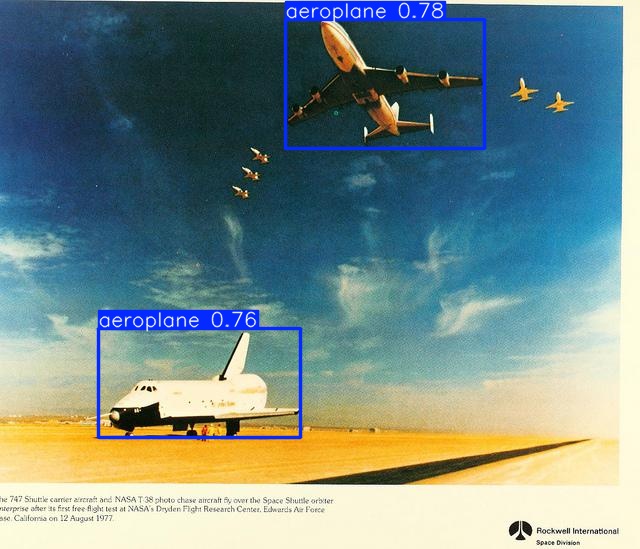 aeroplane 0.78
aeroplane 0.76
he 747 Shuttle carrier aircraft and NASA T-38 photo chase aircraft fly over the Space Shuttle orbiter
nterprise after its first free-flight test at NASA's Dryden Flight Research Center, Edwards Air Force
ase, California on 12 August 1977.
Rockwell International
Space Division